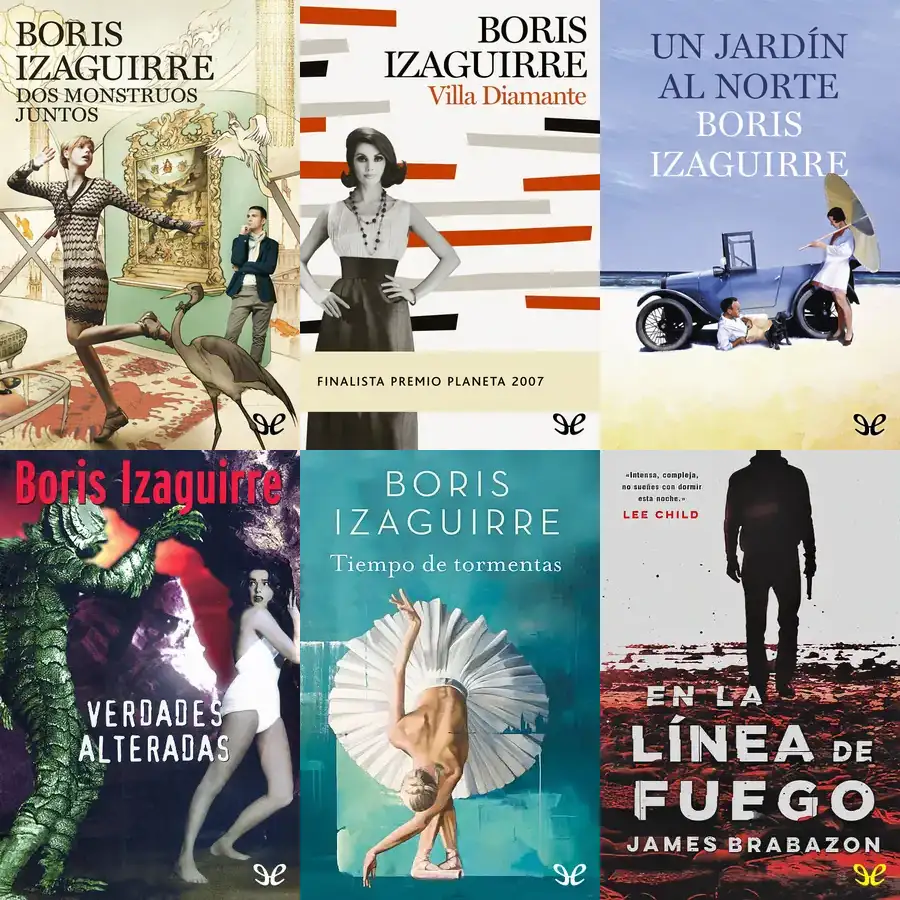 BORIS
IZAGUIRRE
DOS MONSTRUOS
JUNTOS
BORIS
IZAGUIRRE
Villa Diamante
FINALISTA PREMIO PLANETA 2007
UN JARDÍN
AL NORTE
BORIS
IZAGUIRRE
Boris Izaguirre
VERDADES
ALTERADAS
BORIS
IZAGUIRRE
Tiempo de tormentas
«Intensa, compleja,
no sueñes con dormir
esta noche.»
LEE CHILD
EN LA
LÍNEA DE
FUEGO
JAMES BRABAZON